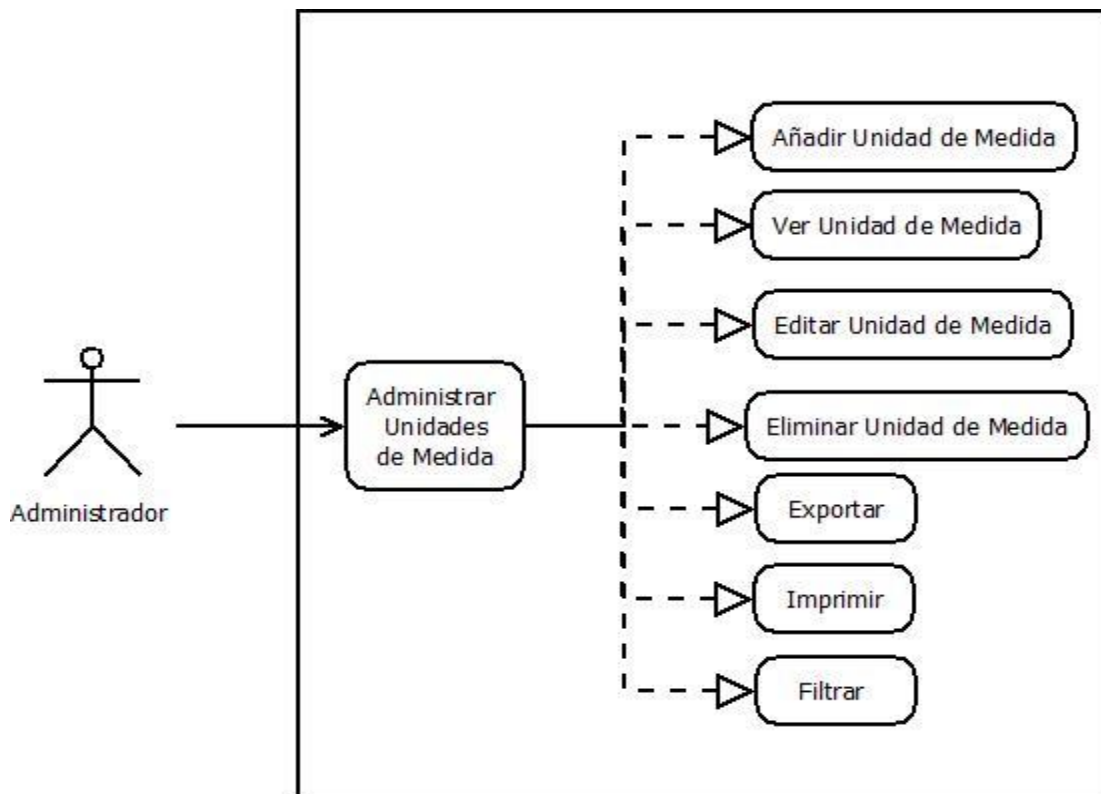 Añadir Unidad de Medida
Ver Unidad de Medida
Editar Unidad de Medida
Administrar
Unidades
de Medida
Eliminar Unidad de Medida
Administrador
Exportar
Imprimir
Filtrar